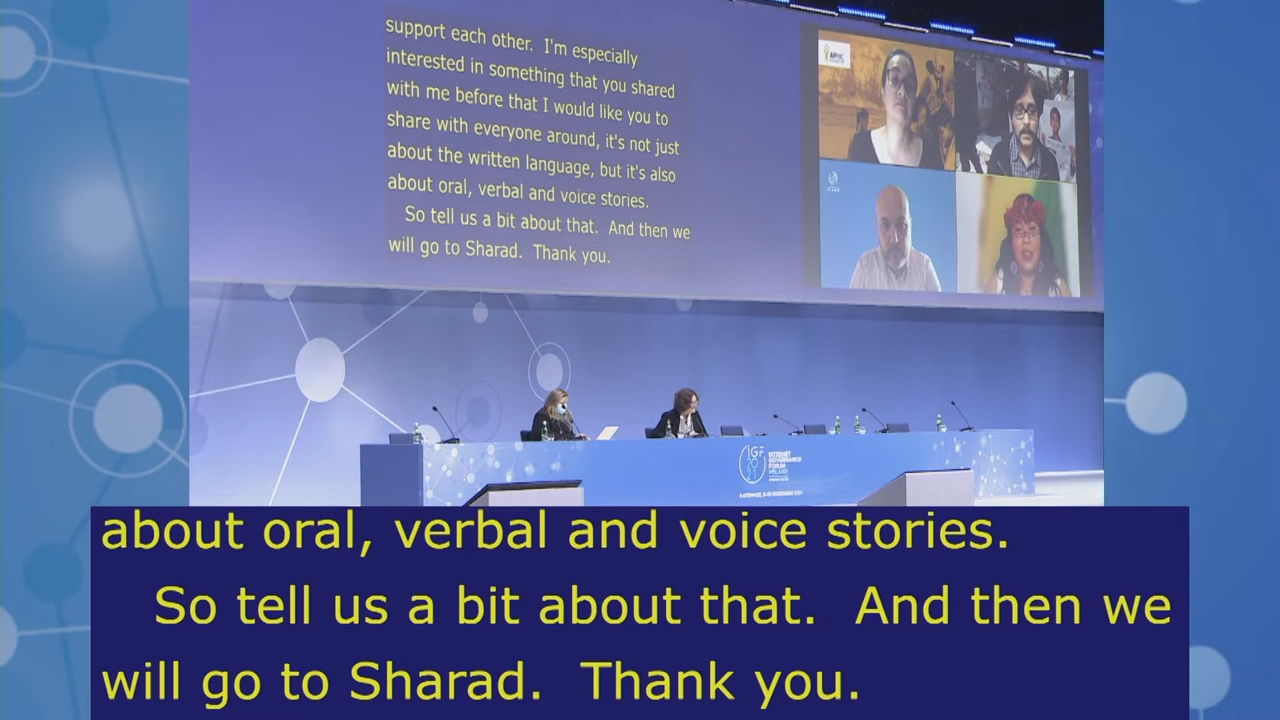 support each other.  I'm especially
interested in something that you shared
with me before that I would like you to
share with everyone around, it's not just
about the written language, but it's also
about oral, verbal and voice stories.
So tell us a bit about that.  And then we
will go to Sharad.  Thank you.
IGF
2021
INTERNET
GOVERNANCE
FORUM
POLAND
about oral, verbal and voice stories.
So tell us a bit about that.  And then we
will go to Sharad.  Thank you.